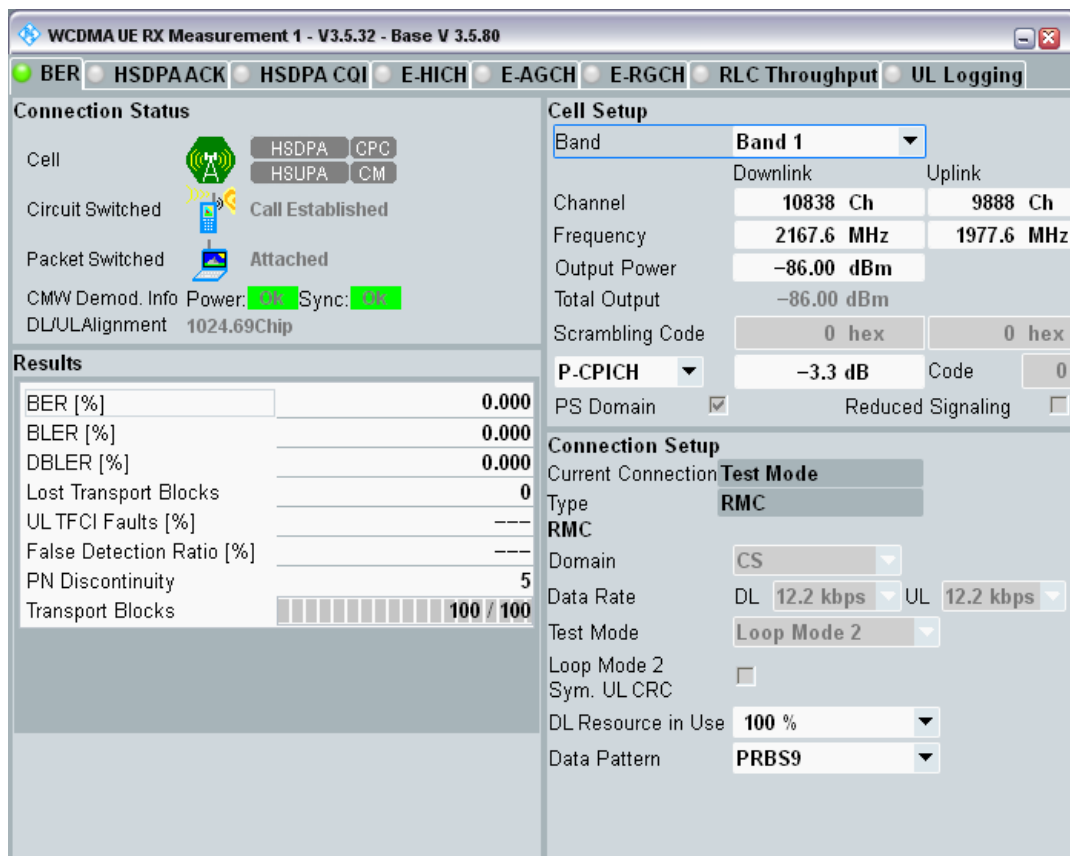 WCDMA UE RX Measurement 1 - V3.5.32 - Base V 3.5.80
BER HSDPA ACK HSDPA CQI E-HICH E-AGCH E-RGCH RLC Throughput UL Logging
Connection Status
Cell HSDPA CPC
HSUPA CM
Circuit Switched Call Established
Packet Switched Attached
CMW Demod. Info Power: Ok Sync: Ok
DL/UL Alignment 1024.69Chip
Results
BER [%] 0.000
BLER [%] 0.000
DBLER [%] 0.000
Lost Transport Blocks 0
UL TFCI Faults [%] ---
False Detection Ratio [%] ---
PN Discontinuity 5
Transport Blocks 100 / 100
Cell Setup
Band Band 1
Downlink Uplink
Channel 10838 Ch 9888 Ch
Frequency 2167.6 MHz 1977.6 MHz
Output Power -86.00 dBm
Total Output -86.00 dBm
Scrambling Code 0 hex 0 hex
P-CPICH -3.3 dB Code 0
PS Domain Reduced Signaling
Connection Setup
Current Connection Test Mode
Type RMC
RMC
Domain CS
Data Rate DL 12.2 kbps UL 12.2 kbps
Test Mode Loop Mode 2
Loop Mode 2
Sym. UL CRC
DL Resource in Use 100 %
Data Pattern PRBS9